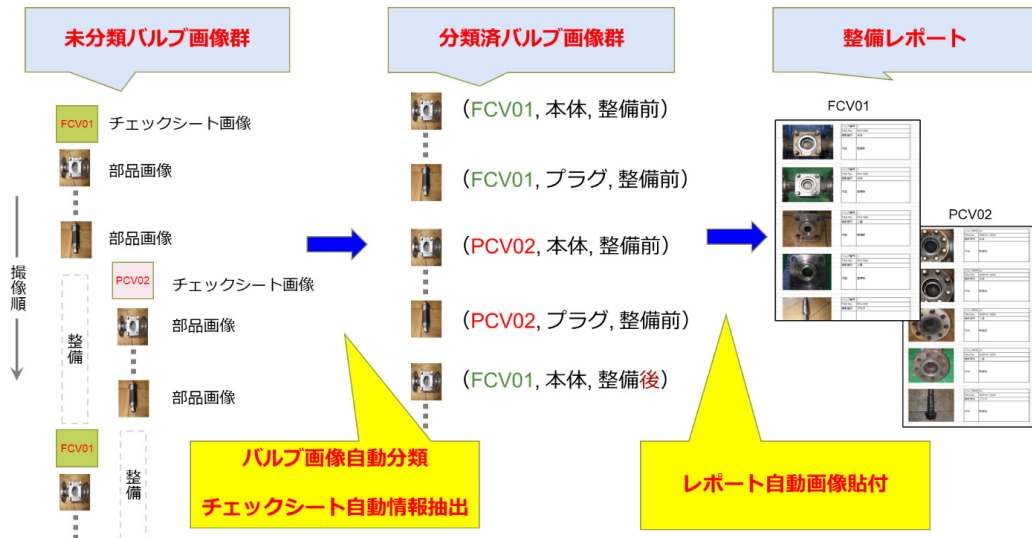 未分類バルブ画像群
分類済バルブ画像群
整備レポート
FCV01
チェックシート画像
部品画像
部品画像
PCV02
チェックシート画像
部品画像
部品画像
撮像順
整備
FCV01
整備
(FCV01, 本体, 整備前)
(FCV01, プラグ, 整備前)
(PCV02, 本体, 整備前)
(PCV02, プラグ, 整備前)
(FCV01, 本体, 整備後)
バルブ画像自動分類
チェックシート自動情報抽出
FCV01
PCV02
レポート自動画像貼付